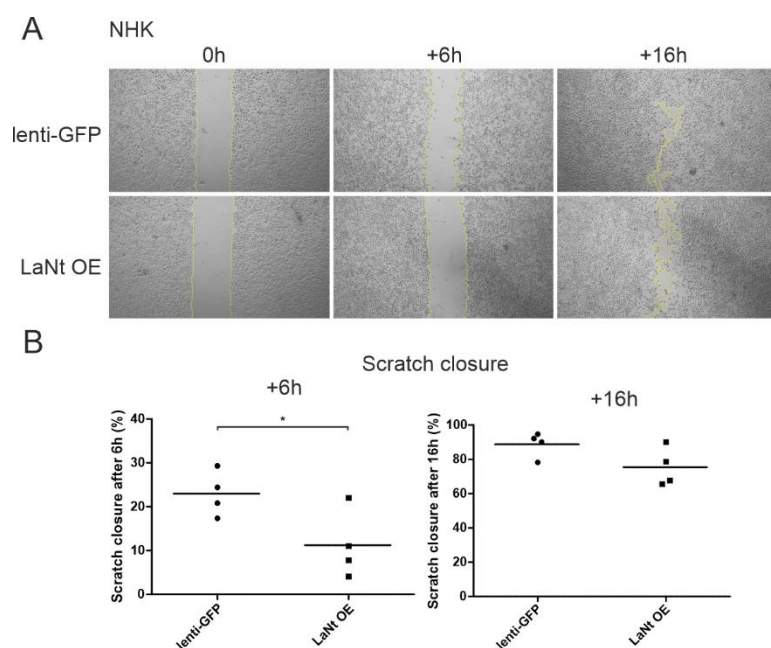 A
NHK
0h
+6h
+16h
lenti-GFP
LaNt OE
B
Scratch closure
+6h
+16h
Scratch closure after 6h (%)
40
30
20
10
0
*
lenti-GFP
LaNt OE
Scratch closure after 16h (%)
100
80
60
40
20
0
lenti-GFP
LaNt OE